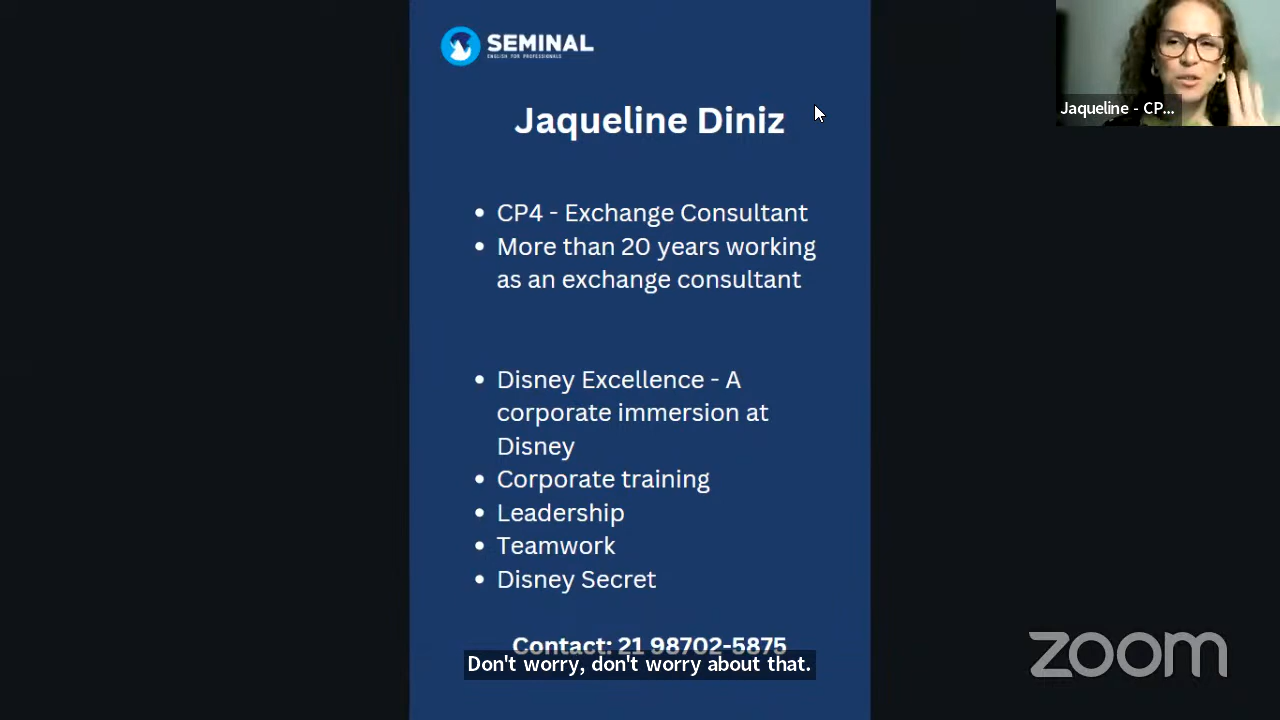 SEMINAL
ENGLISH FOR PROFESSIONALS
Jaqueline Diniz
Jaqueline - CP...
• CP4 - Exchange Consultant
• More than 20 years working
as an exchange consultant
• Disney Excellence - A
corporate immersion at
Disney
• Corporate training
• Leadership
• Teamwork
• Disney Secret
Contact: 21 98702-5875
Don't worry, don't worry about that.
zoom